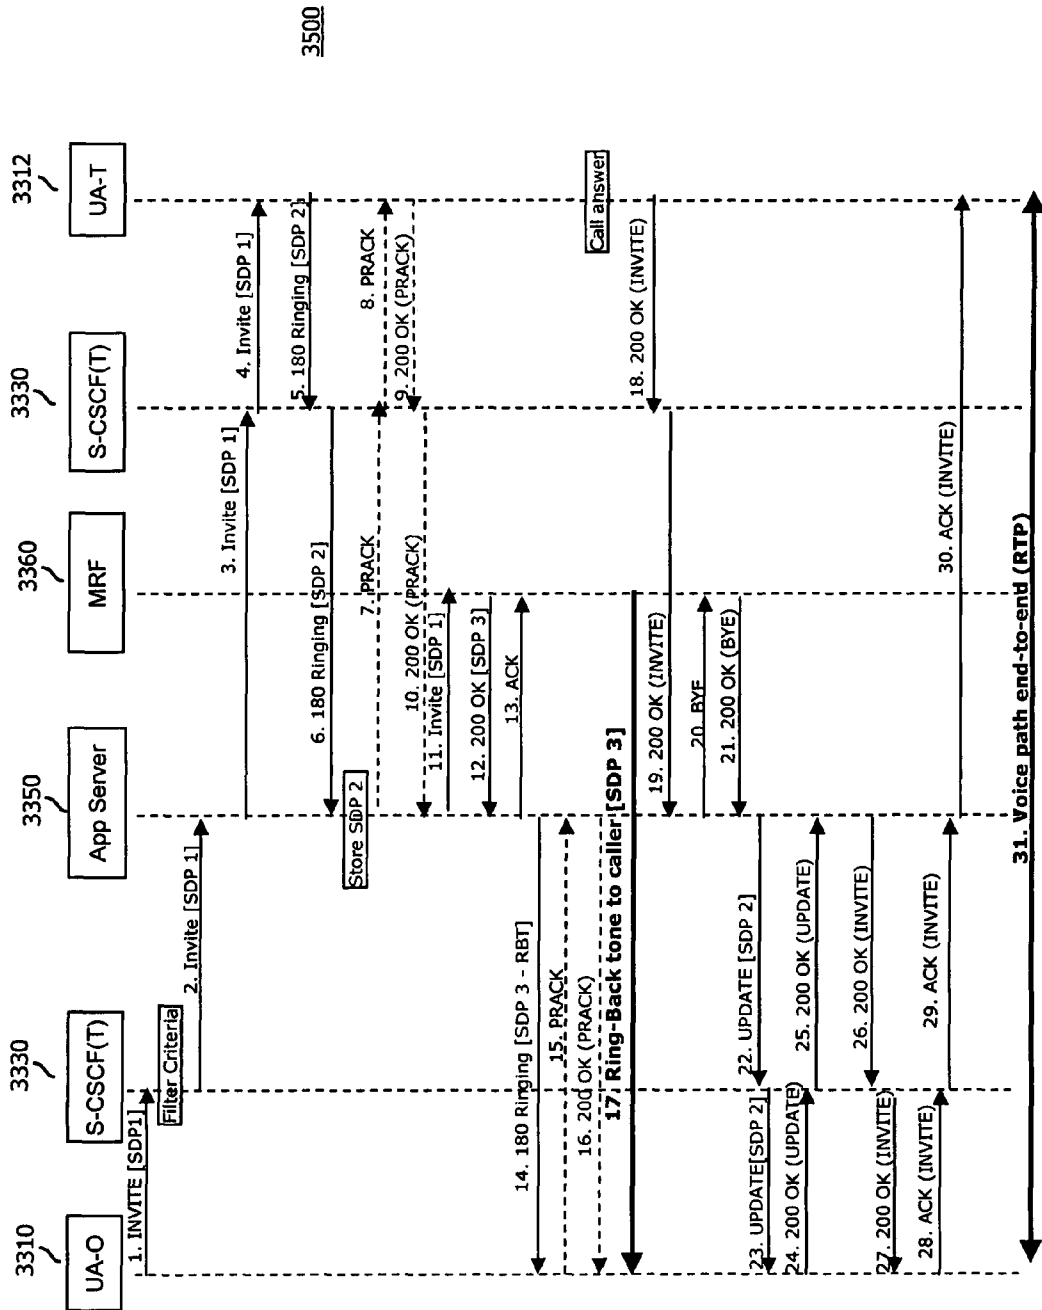 3500
3310
UA-O
3330
S-CSCF(T)
3350
App Server
3360
MRF
3330
S-CSCF(T)
3312
UA-T
1. INVITE [SDP1]
Filter Criteria
2. Invite [SDP 1]
3. Invite [SDP 1]
4. Invite [SDP 1]
5. 180 Ringing [SDP 2]
6. 180 Ringing [SDP 2]
Store SDP 2
7. PRACK
8. PRACK
9. 200 OK (PRACK)
10. 200 OK (PRACK)
11. Invite [SDP 1]
12. 200 OK [SDP 3]
13. ACK
14. 180 Ringing [SDP 3 - RBT]
15. PRACK
16. 200 OK (PRACK)
17. Ring-Back tone to caller [SDP 3]
Call answer
18. 200 OK (INVITE)
19. 200 OK (INVITE)
20. BYE
21. 200 OK (BYE)
22. UPDATE [SDP 2]
23. UPDATE[SDP 2]
24. 200 OK (UPDATE)
25. 200 OK (UPDATE)
26. 200 OK (INVITE)
27. 200 OK (INVITE)
28. ACK (INVITE)
29. ACK (INVITE)
30. ACK (INVITE)
31. Voice path end-to-end (RTP)